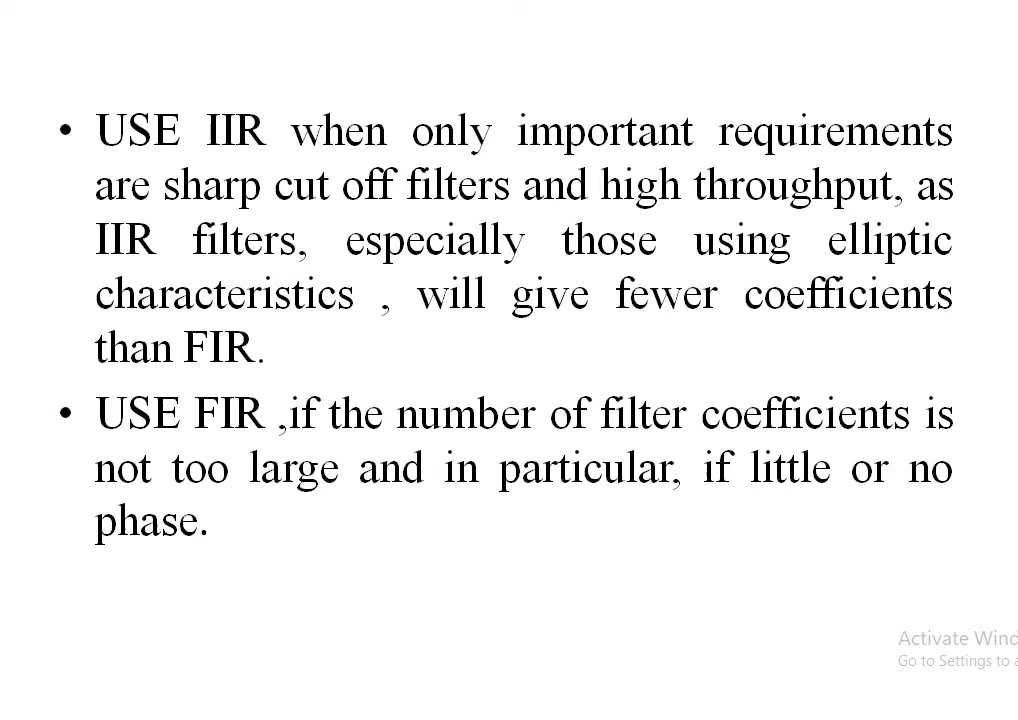 • USE IIR when only important requirements
are sharp cut off filters and high throughput, as
IIR filters, especially those using elliptic
characteristics , will give fewer coefficients
than FIR.
• USE FIR ,if the number of filter coefficients is
not too large and in particular, if little or no
phase.
Activate Wind
Go to Settings to a